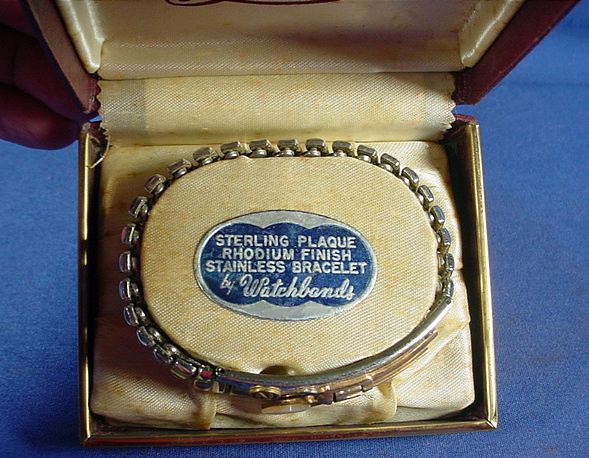 STERLING PLAQUE
RHODIUM FINISH
STAINLESS BRACELET
by Watchbands